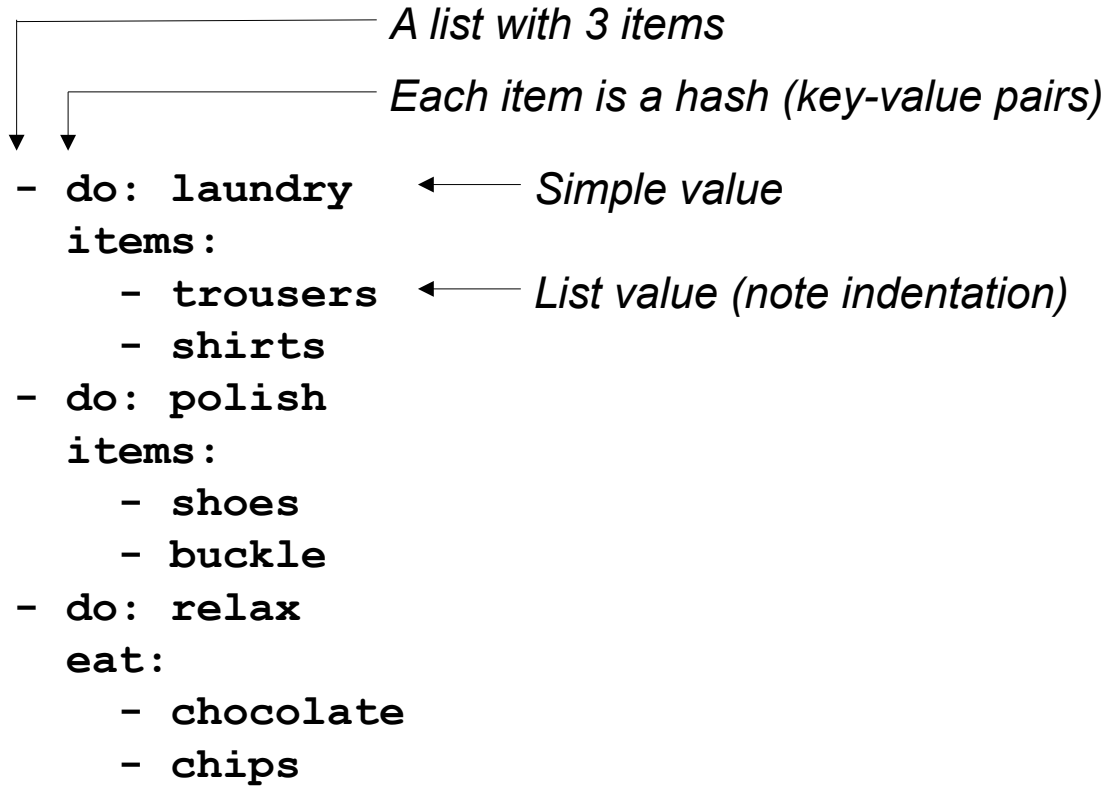 A list with 3 items
Each item is a hash (key-value pairs)
- do: laundry Simple value
  items:
    - trousers List value (note indentation)
    - shirts
- do: polish
  items:
    - shoes
    - buckle
- do: relax
  eat:
    - chocolate
    - chips